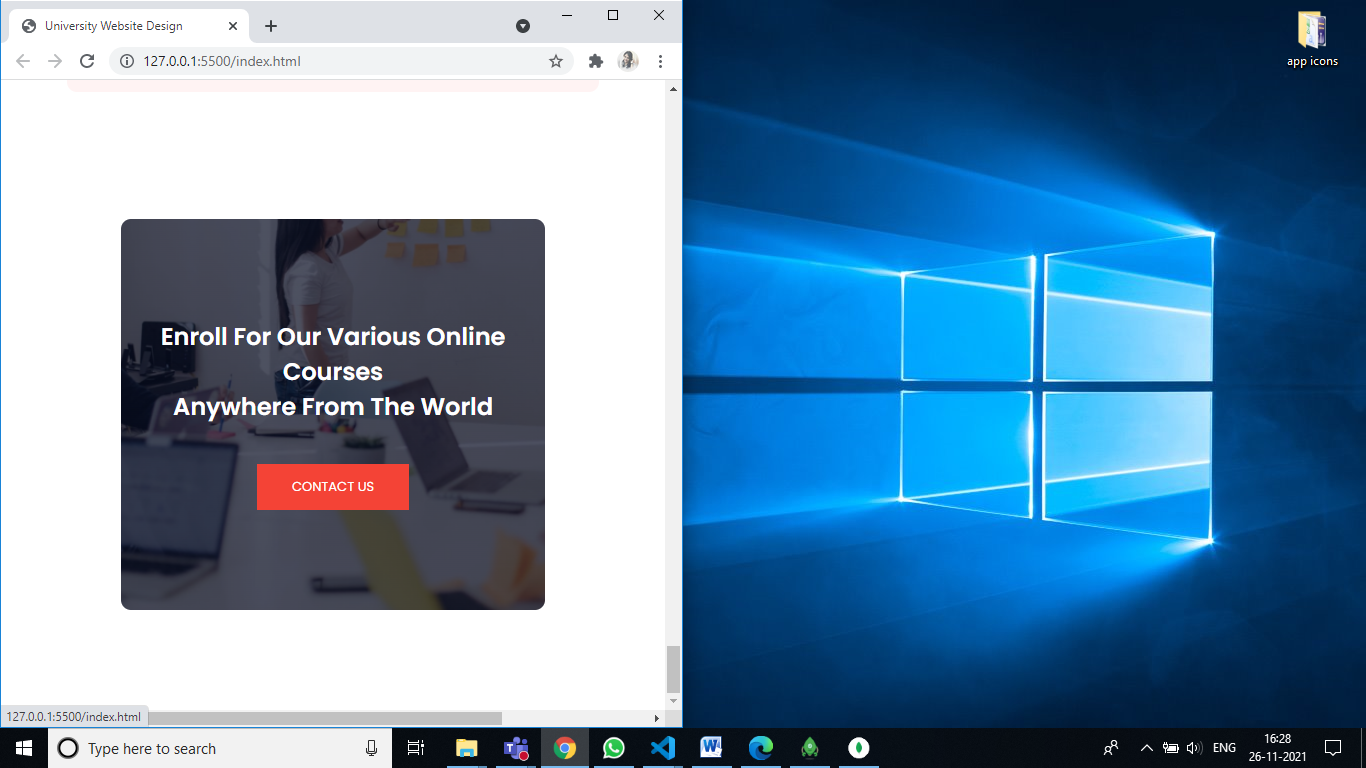 University Website Design
127.0.0.1:5500/index.html
app icons
Enroll For Our Various Online
Courses
Anywhere From The World
CONTACT US
127.0.0.1:5500/index.html
Type here to search
ENG
16:28
26-11-2021